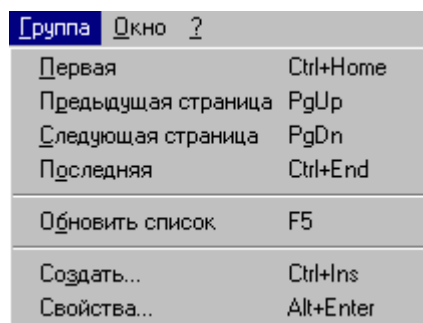 Группа Окно ?
Первая Ctrl+Home
Предыдущая страница PgUp
Следующая страница PgDn
Последняя Ctrl+End
Обновить список F5
Создать... Ctrl+Ins
Свойства... Alt+Enter